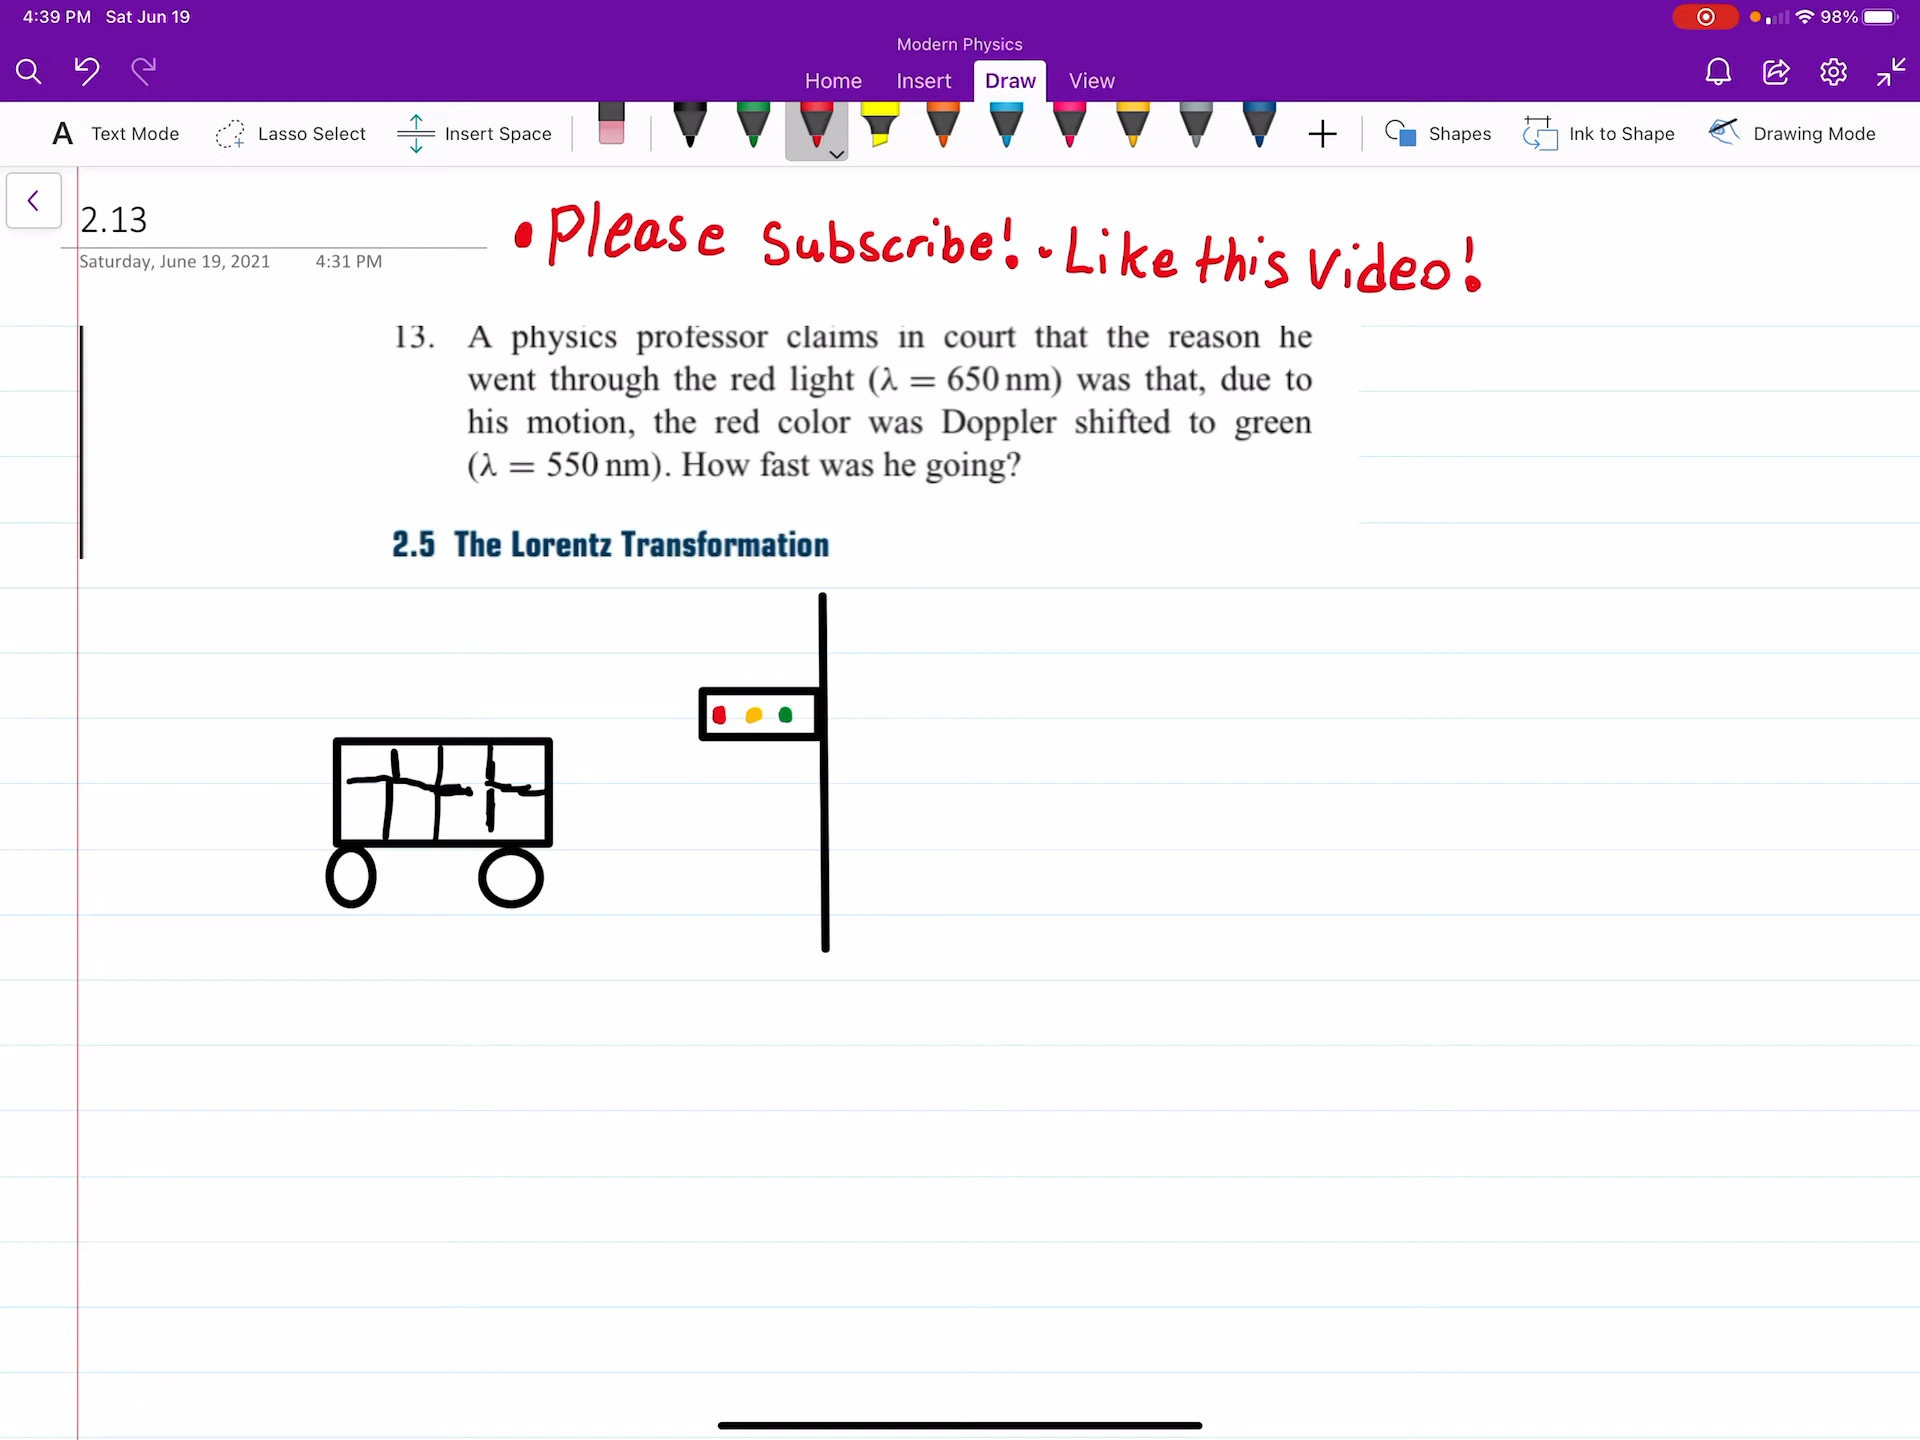 4:39 PM Sat Jun 19
98%
Modern Physics
Home Insert Draw View
A Text Mode Lasso Select Insert Space Shapes Ink to Shape Drawing Mode
2.13
Saturday, June 19, 2021 4:31 PM
• Please Subscribe! • Like this Video!
13. A physics professor claims in court that the reason he
went through the red light (λ = 650 nm) was that, due to
his motion, the red color was Doppler shifted to green
(λ = 550 nm). How fast was he going?
2.5 The Lorentz Transformation